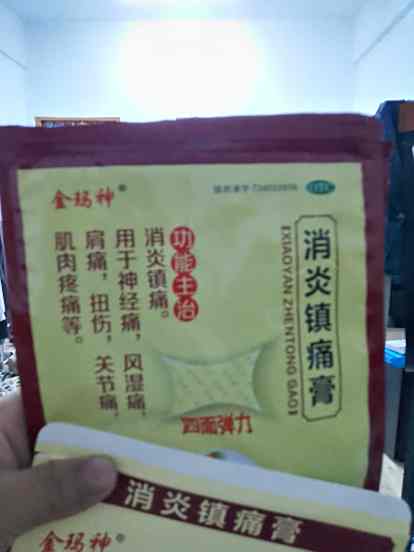 金玛神®
OTC
消炎镇痛膏
[XIAOYAN ZHENTONG GAO]
功能主治
消炎镇痛。
用于神经痛，风湿痛，
肩痛，扭伤，关节痛，
肌肉疼痛等。
四面弹力
消炎镇痛膏
金玛神®